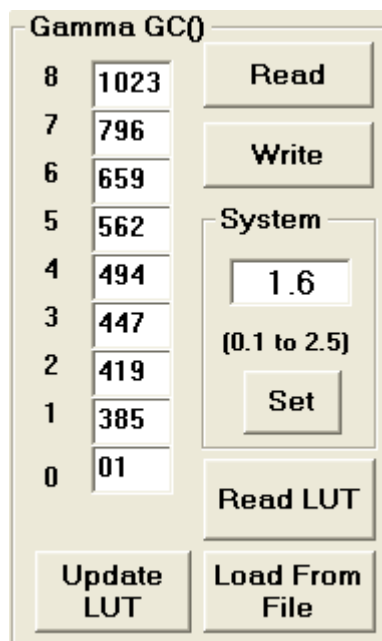 Gamma GC()
8 1023
7 796
6 659
5 562
4 494
3 447
2 419
1 385
0 01
Read
Write
System
1.6
(0.1 to 2.5)
Set
Read LUT
Update
LUT
Load From
File